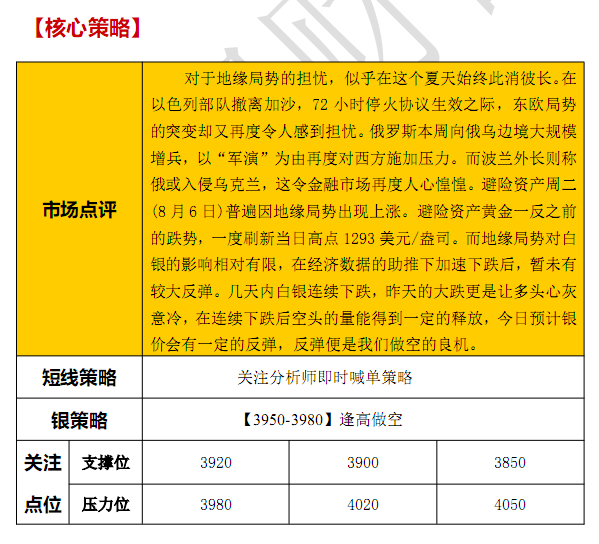 【核心策略】
市场点评
对于地缘局势的担忧，似乎在这个夏天始终此消彼长。在
以色列部队撤离加沙，72 小时停火协议生效之际，东欧局势
的突变却又再度令人感到担忧。俄罗斯本周向俄乌边境大规模
增兵，以“军演”为由再度对西方施加压力。而波兰外长则称
俄或入侵乌克兰，这令金融市场再度人心惶惶。避险资产周二
(8 月 6 日)普遍因地缘局势出现上涨。避险资产黄金一反之前
的跌势，一度刷新当日高点 1293 美元/盎司。而地缘局势对白
银的影响相对有限，在经济数据的助推下加速下跌后，暂未有
较大反弹。几天内白银连续下跌，昨天的大跌更是让多头心灰
意冷，在连续下跌后空头的量能得到一定的释放，今日预计银
价会有一定的反弹，反弹便是我们做空的良机。
短线策略 关注分析师即时喊单策略
银策略 【3950-3980】逢高做空
关注 支撑位 3920 3900 3850
点位 压力位 3980 4020 4050